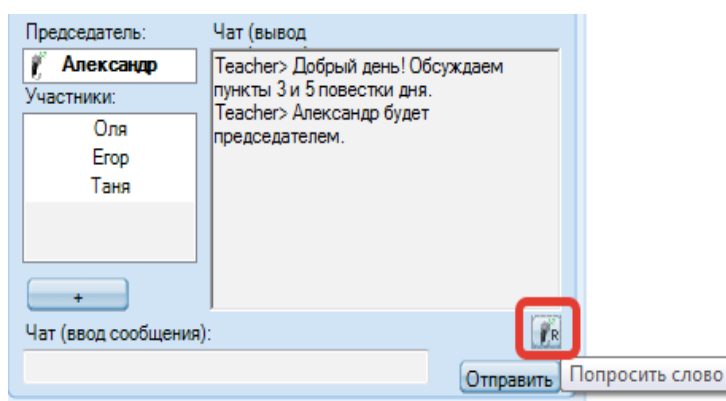 Председатель:
Александр
Участники:
Оля
Егор
Таня
+
Чат (вывод
Teacher> Добрый день! Обсуждаем
пункты 3 и 5 повестки дня.
Teacher> Александр будет
председателем.
R
Чат (ввод сообщения):
Отправить
Попросить слово